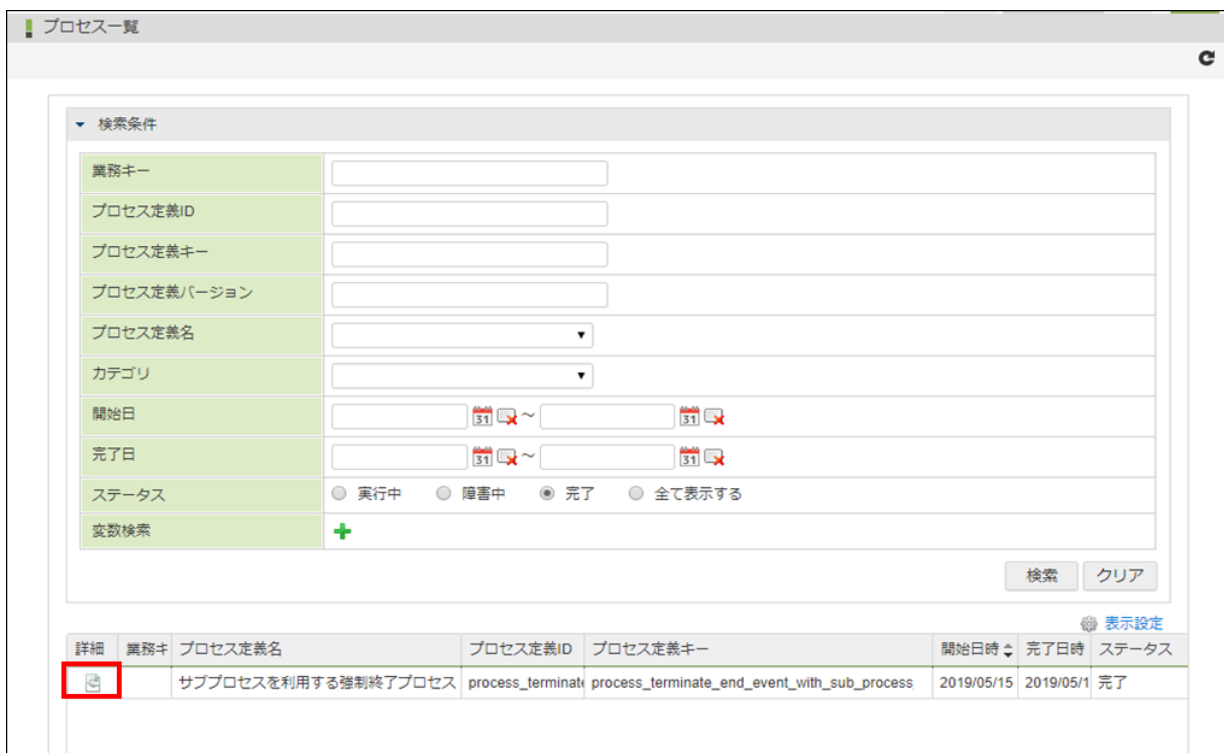 プロセス一覧
検索条件
業務キー
プロセス定義ID
プロセス定義キー
プロセス定義バージョン
プロセス定義名
カテゴリ
開始日 31 ～ 31
完了日 31 ～ 31
ステータス 実行中 障害中 完了 全て表示する
変数検索
検索 クリア
表示設定
詳細 業務キ プロセス定義名 プロセス定義ID プロセス定義キー 開始日時 完了日時 ステータス
サブプロセスを利用する強制終了プロセス process_terminate process_terminate_end_event_with_sub_process 2019/05/15 2019/05/1 完了